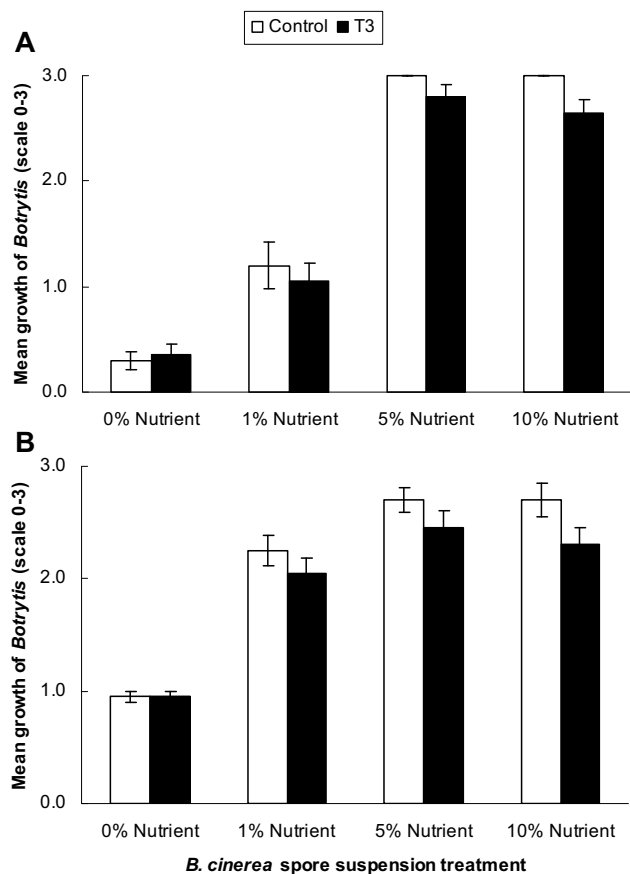 Control T3
A
Mean growth of Botrytis (scale 0-3)
3.0
2.0
1.0
0.0
0% Nutrient 1% Nutrient 5% Nutrient 10% Nutrient
B
Mean growth of Botrytis (scale 0-3)
3.0
2.0
1.0
0.0
0% Nutrient 1% Nutrient 5% Nutrient 10% Nutrient
B. cinerea spore suspension treatment